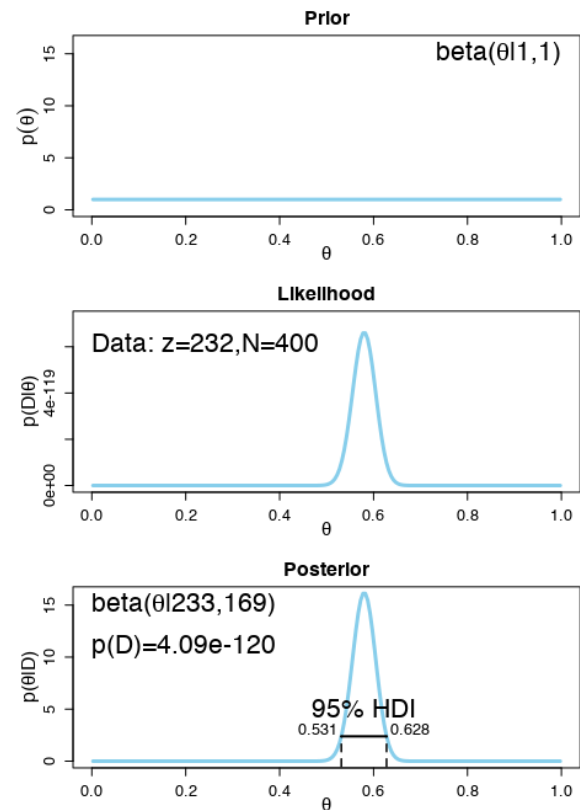 Prior
beta(θ|1,1)
p(θ)
15
10
5
0
0.0 0.2 0.4 0.6 0.8 1.0
θ
Likelihood
Data: z=232,N=400
p(D|θ)
4e-119
0e+00
0.0 0.2 0.4 0.6 0.8 1.0
θ
Posterior
beta(θ|233,169)
p(D)=4.09e-120
p(θ|D)
15
10
5
0
95% HDI
0.531 0.628
0.0 0.2 0.4 0.6 0.8 1.0
θ